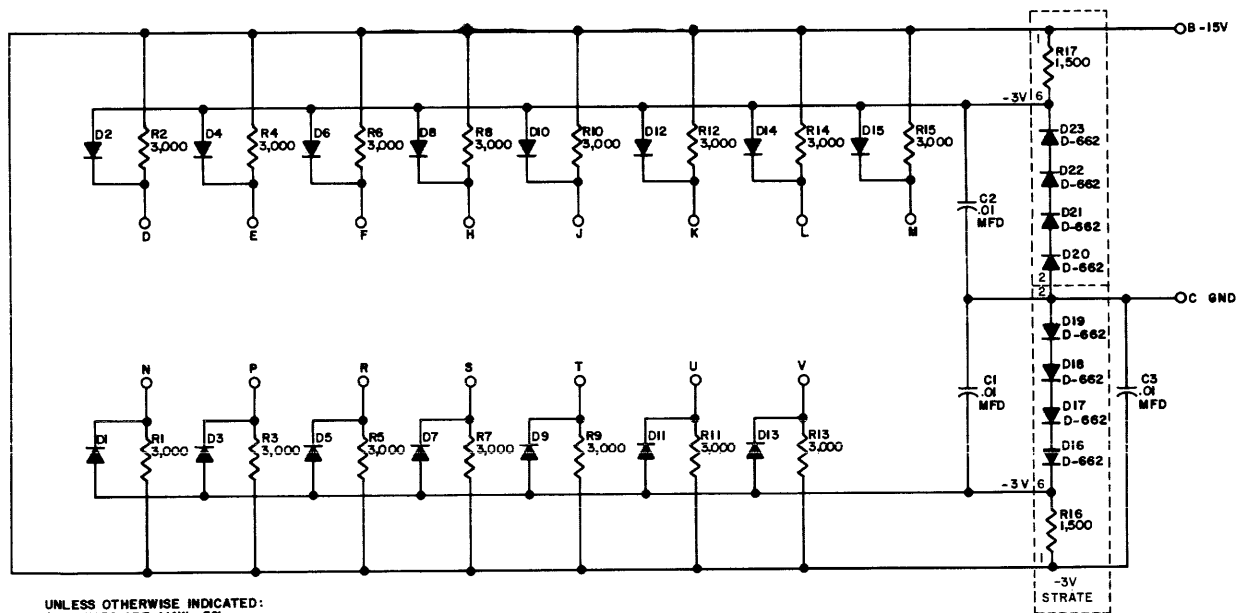 B -15V
1
R17
1,500
-3V 6
D2
R2
3,000
D4
R4
3,000
D6
R6
3,000
D8
R8
3,000
D10
R10
3,000
D12
R12
3,000
D14
R14
3,000
D15
R15
3,000
D23
D-662
D22
D-662
D21
D-662
D20
D-662
C2
.01
MFD
D
E
F
H
J
K
L
M
2
2
C GND
D19
D-662
D18
D-662
D17
D-662
D16
D-662
C1
.01
MFD
C3
.01
MFD
N
P
R
S
T
U
V
D1
R1
3,000
D3
R3
3,000
D5
R5
3,000
D7
R7
3,000
D9
R9
3,000
D11
R11
3,000
D13
R13
3,000
-3V 6
R16
1,500
1
-3V
STRATE
UNLESS OTHERWISE INDICATED: